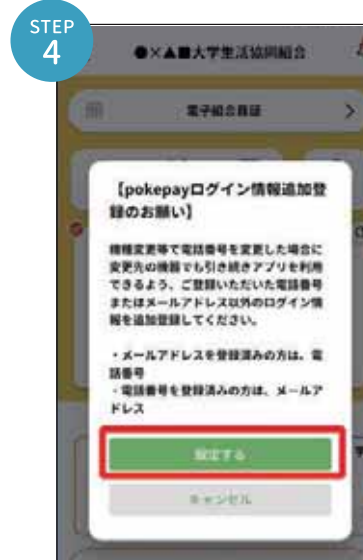 STEP
4
●×▲■大学生活協同組合
電子組合員証
【pokepayログイン情報追加登
録のお願い】
機種変更等で電話番号を変更した場合に
変更先の機器でも引き続きアプリを利用
できるよう、ご登録いただいた電話番号
またはメールアドレス以外のログイン情
報を追加登録してください。
・メールアドレスを登録済みの方は、電
話番号
・電話番号を登録済みの方は、メールア
ドレス
設定する
キャンセル